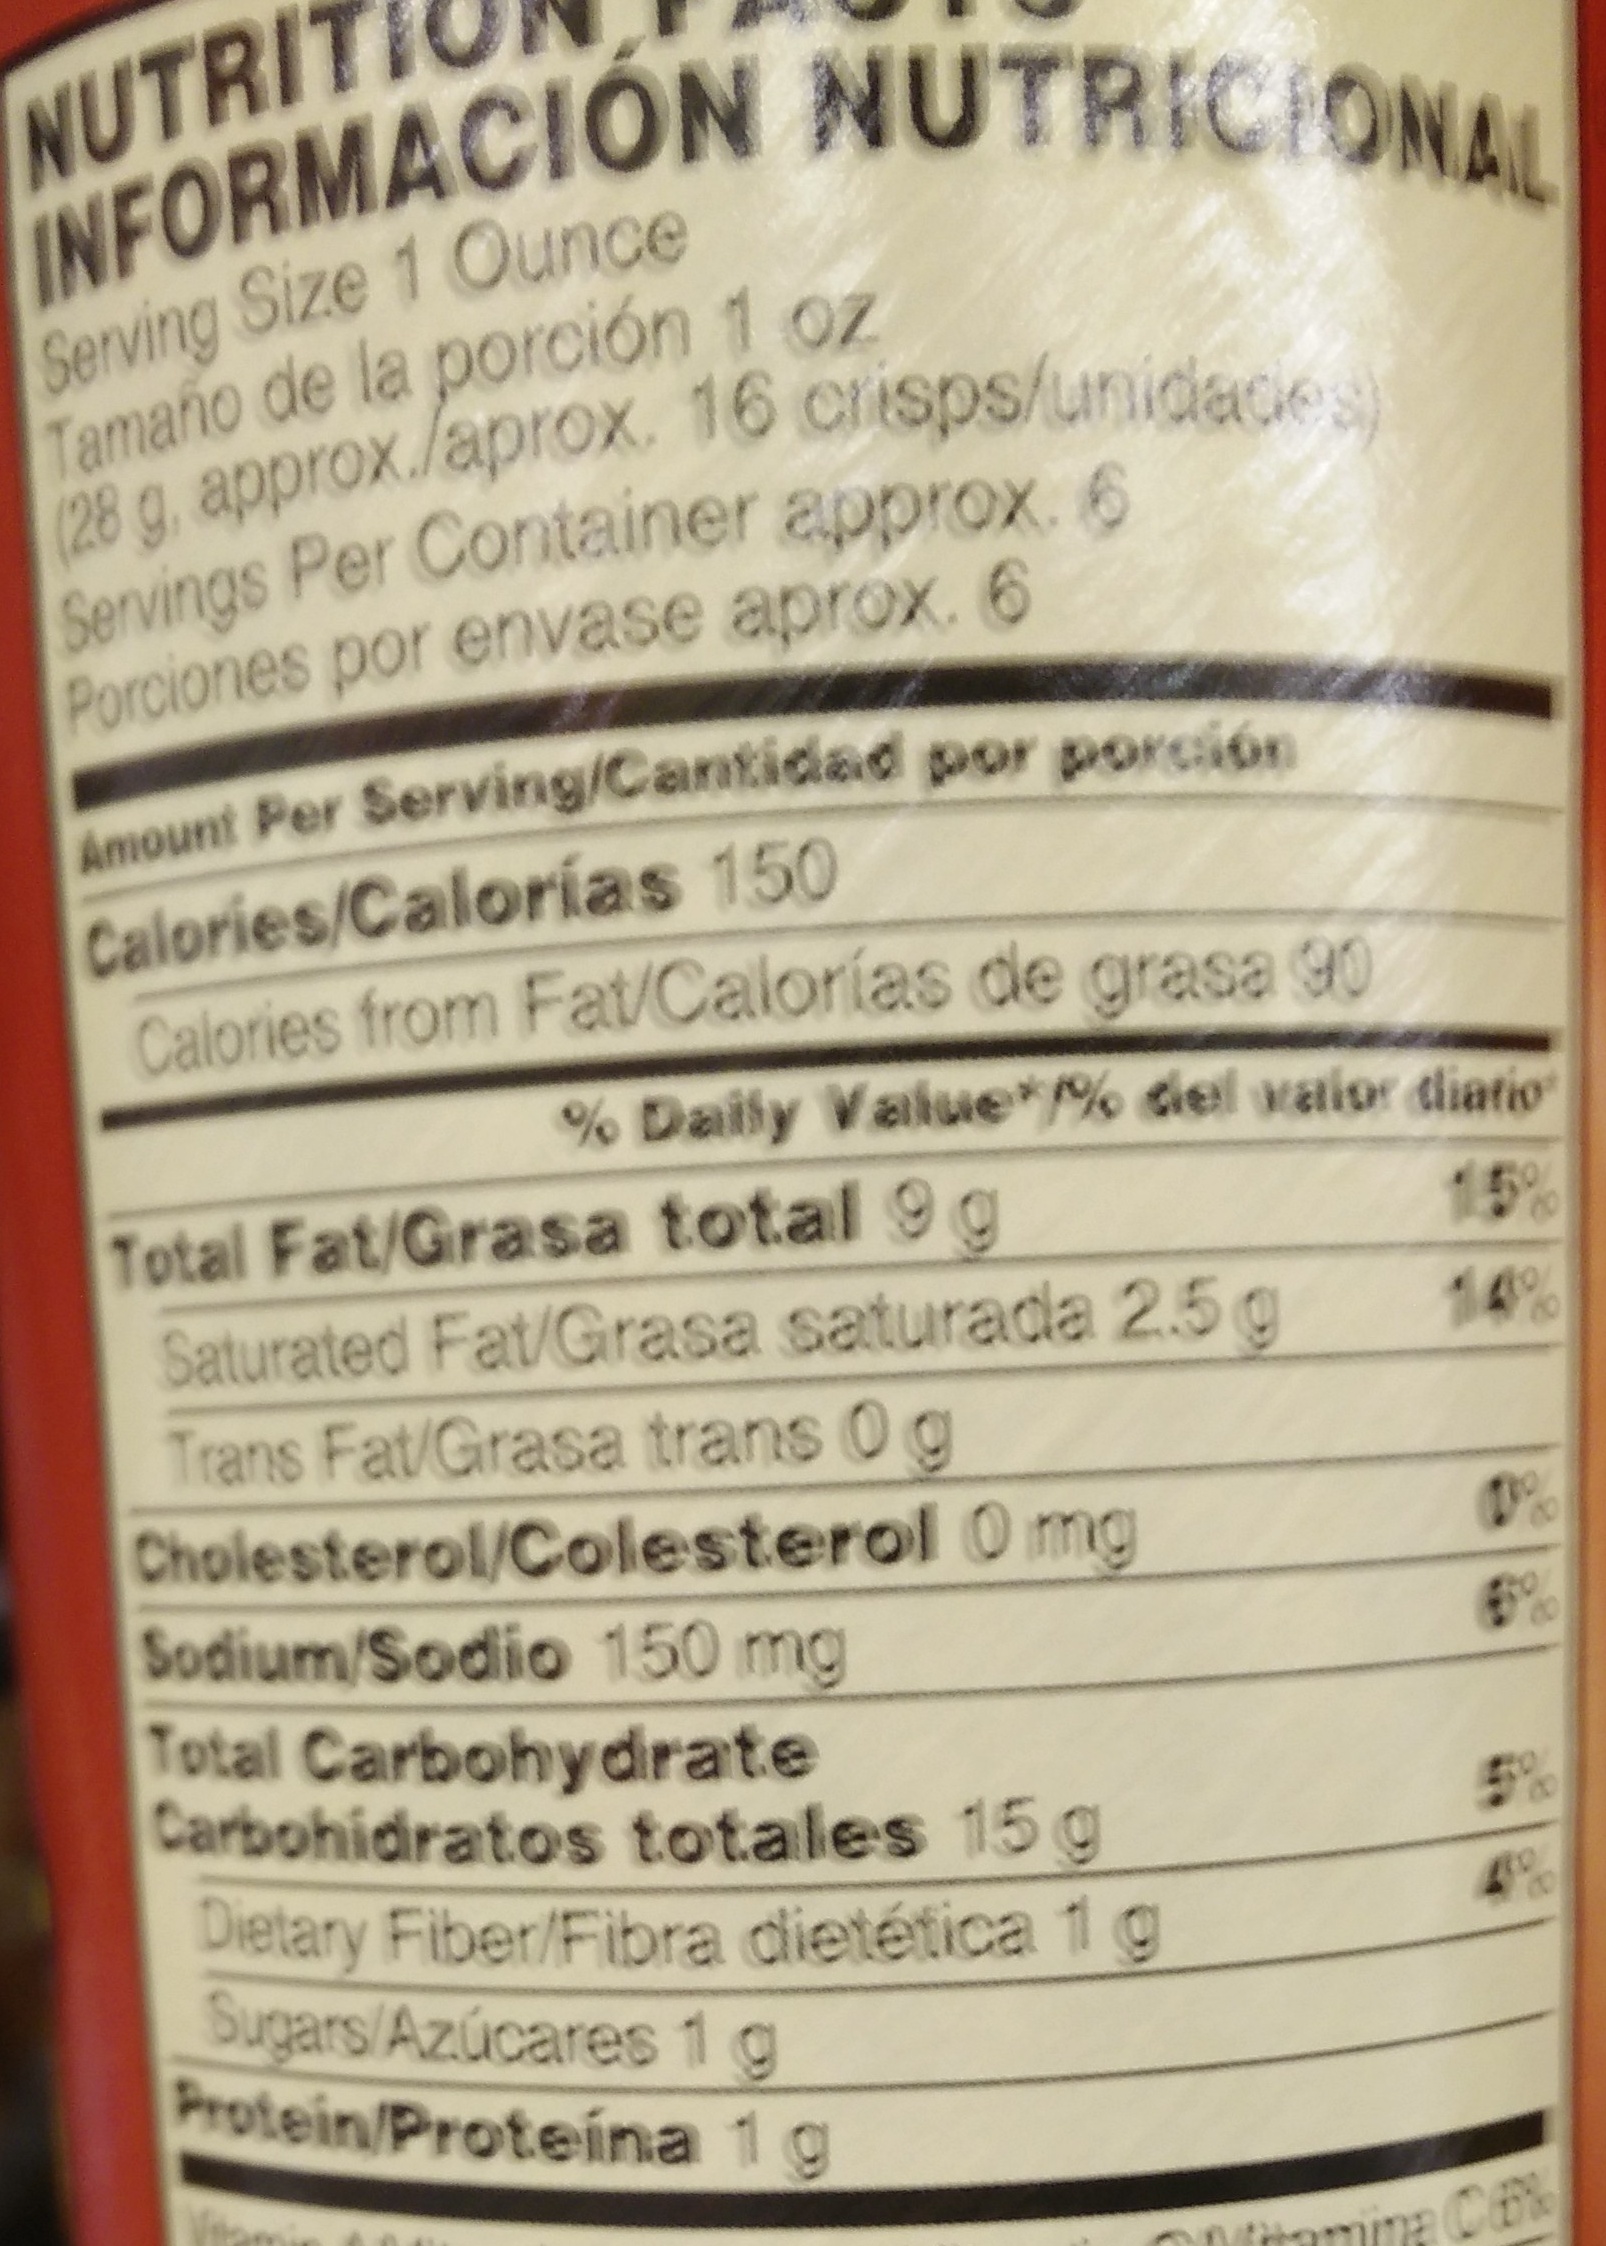 NUTRITION FACTS
INFORMACIÓN NUTRICIONAL
Serving Size 1 Ounce
Tamaño de la porción 1 oz
(28 g, approx./aprox. 16 crisps/unidades)
Servings Per Container approx. 6
Porciones por envase aprox. 6
Amount Per Serving/Cantidad por porción
Calories/Calorías 150
Calories from Fat/Calorías de grasa 90
% Daily Value*/% del valor diario*
Total Fat/Grasa total 9 g 15%
Saturated Fat/Grasa saturada 2.5 g 14%
Trans Fat/Grasa trans 0 g
Cholesterol/Colesterol 0 mg 0%
Sodium/Sodio 150 mg 6%
Total Carbohydrate
Carbohidratos totales 15 g 5%
Dietary Fiber/Fibra dietética 1 g 4%
Sugars/Azúcares 1 g
Protein/Proteína 1 g
Vitamin C/Vitamina C 6%